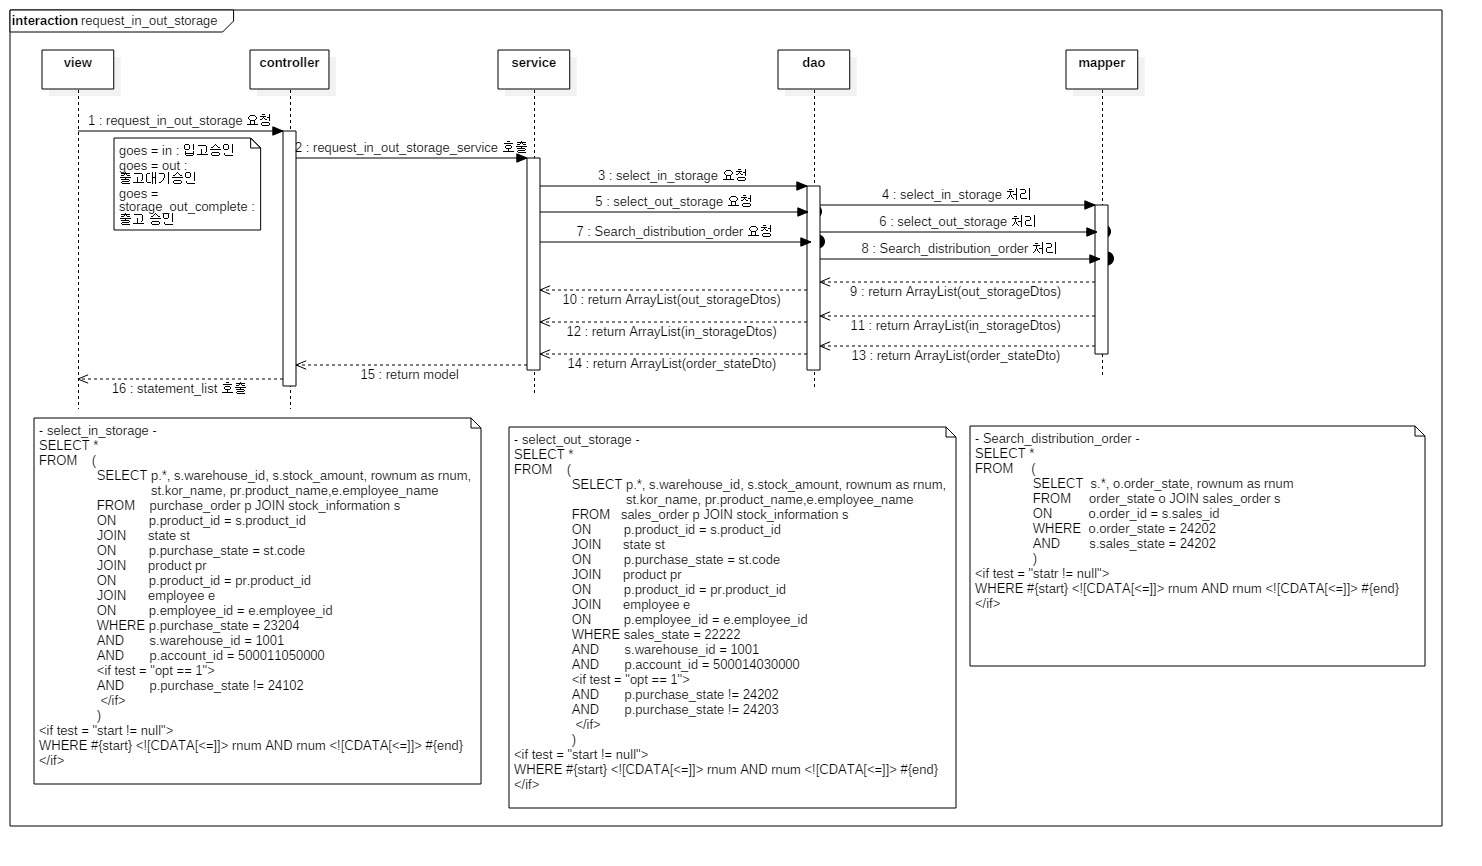 interaction request_in_out_storage
view
controller
service
dao
mapper
1 : request_in_out_storage 요청
goes = in : 입고승인
goes = out :
출고대기승인
goes =
storage_out_complete :
출고 승인
2 : request_in_out_storage_service 호출
3 : select_in_storage 요청
4 : select_in_storage 처리
5 : select_out_storage 요청
6 : select_out_storage 처리
7 : Search_distribution_order 요청
8 : Search_distribution_order 처리
9 : return ArrayList(out_storageDtos)
10 : return ArrayList(out_storageDtos)
11 : return ArrayList(in_storageDtos)
12 : return ArrayList(in_storageDtos)
13 : return ArrayList(order_stateDto)
14 : return ArrayList(order_stateDto)
15 : return model
16 : statement_list 호출
- select_in_storage -
SELECT *
FROM (
SELECT p.*, s.warehouse_id, s.stock_amount, rownum as rnum,
st.kor_name, pr.product_name,e.employee_name
FROM purchase_order p JOIN stock_information s
ON p.product_id = s.product_id
JOIN state st
ON p.purchase_state = st.code
JOIN product pr
ON p.product_id = pr.product_id
JOIN employee e
ON p.employee_id = e.employee_id
WHERE p.purchase_state = 23204
AND s.warehouse_id = 1001
AND p.account_id = 500011050000
<if test = "opt == 1">
AND p.purchase_state != 24102
</if>
)
<if test = "start != null">
WHERE #{start} <![CDATA[<=]]> rnum AND rnum <![CDATA[<=]]> #{end}
</if>
- select_out_storage -
SELECT *
FROM (
SELECT p.*, s.warehouse_id, s.stock_amount, rownum as rnum,
st.kor_name, pr.product_name,e.employee_name
FROM sales_order p JOIN stock_information s
ON p.product_id = s.product_id
JOIN state st
ON p.purchase_state = st.code
JOIN product pr
ON p.product_id = pr.product_id
JOIN employee e
ON p.employee_id = e.employee_id
WHERE sales_state = 22222
AND s.warehouse_id = 1001
AND p.account_id = 500014030000
<if test = "opt == 1">
AND p.purchase_state != 24202
AND p.purchase_state != 24203
</if>
)
<if test = "start != null">
WHERE #{start} <![CDATA[<=]]> rnum AND rnum <![CDATA[<=]]> #{end}
</if>
- Search_distribution_order -
SELECT *
FROM (
SELECT s.*, o.order_state, rownum as rnum
FROM order_state o JOIN sales_order s
ON o.order_id = s.sales_id
WHERE o.order_state = 24202
AND s.sales_state = 24202
)
<if test = "statr != null">
WHERE #{start} <![CDATA[<=]]> rnum AND rnum <![CDATA[<=]]> #{end}
</if>